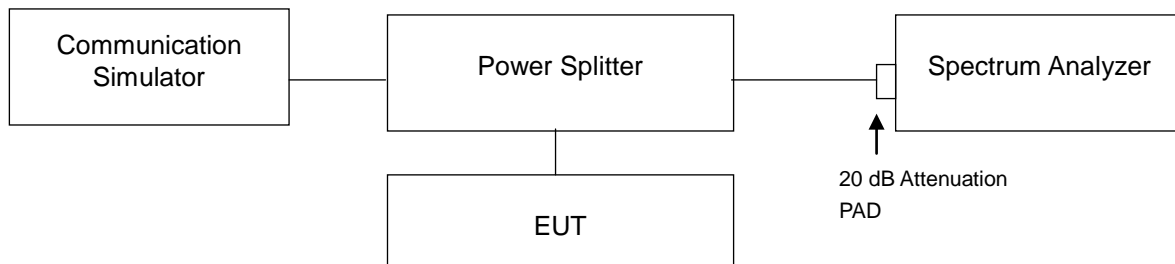 Communication
Simulator
Power Splitter
Spectrum Analyzer
20 dB Attenuation
PAD
EUT